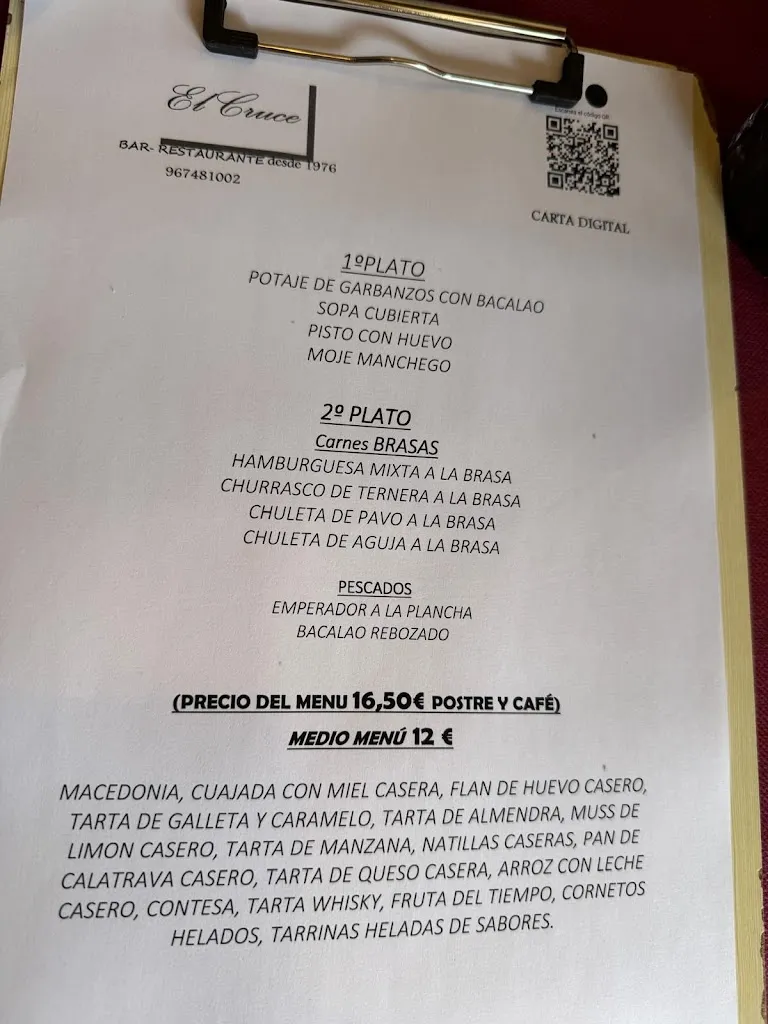 El Cruce
BAR- RESTAURANTE desde 1976
967481002
Escanea el código QR
CARTA DIGITAL
1ºPLATO
POTAJE DE GARBANZOS CON BACALAO
SOPA CUBIERTA
PISTO CON HUEVO
MOJE MANCHEGO
2º PLATO
Carnes BRASAS
HAMBURGUESA MIXTA A LA BRASA
CHURRASCO DE TERNERA A LA BRASA
CHULETA DE PAVO A LA BRASA
CHULETA DE AGUJA A LA BRASA
PESCADOS
EMPERADOR A LA PLANCHA
BACALAO REBOZADO
(PRECIO DEL MENU 16,50€ POSTRE Y CAFÉ)
MEDIO MENÚ 12 €
MACEDONIA, CUAJADA CON MIEL CASERA, FLAN DE HUEVO CASERO,
TARTA DE GALLETA Y CARAMELO, TARTA DE ALMENDRA, MUSS DE
LIMON CASERO, TARTA DE MANZANA, NATILLAS CASERAS, PAN DE
CALATRAVA CASERO, TARTA DE QUESO CASERA, ARROZ CON LECHE
CASERO, CONTESA, TARTA WHISKY, FRUTA DEL TIEMPO, CORNETOS
HELADOS, TARRINAS HELADAS DE SABORES.